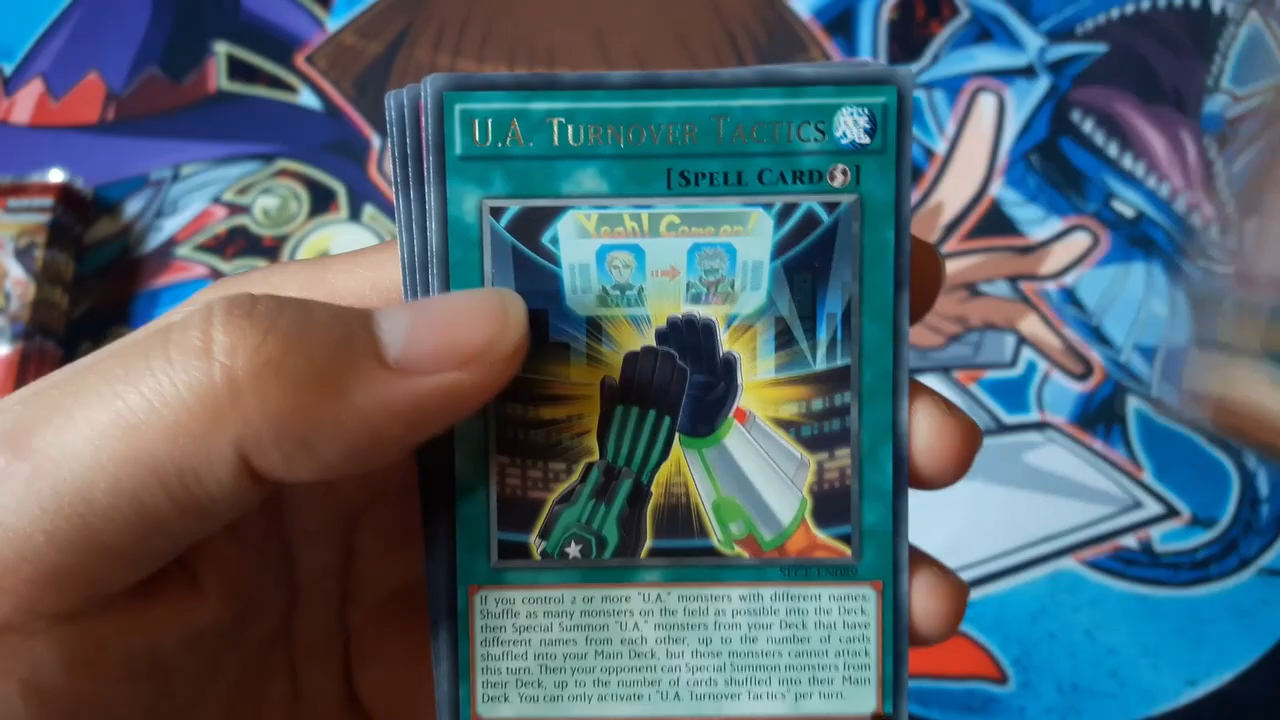 U.A. TURNOVER TACTICS 魔
[SPELL CARD]
Yeah! Come on!
SECE-EN089
If you control 2 or more "U.A." monsters with different names:
Shuffle as many monsters on the field as possible into the Deck,
then Special Summon "U.A." monsters from your Deck that have
different names from each other, up to the number of cards
shuffled into your Main Deck, but those monsters cannot attack
this turn. Then your opponent can Special Summon monsters from
their Deck, up to the number of cards shuffled into their Main
Deck. You can only activate 1 "U.A. Turnover Tactics" per turn.